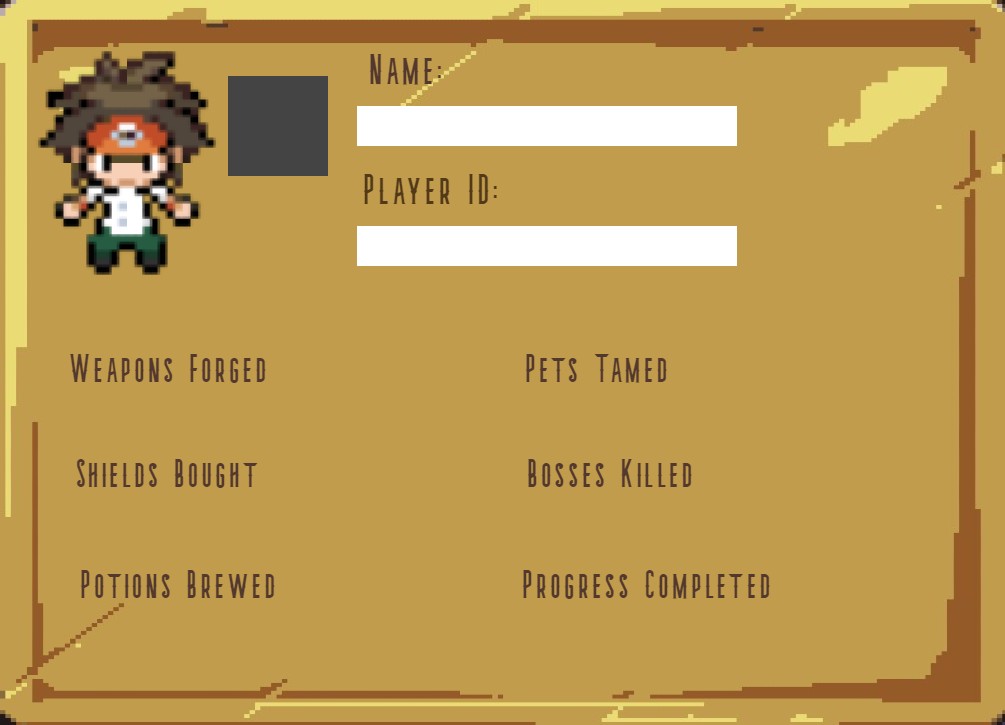 Name:
Player ID:
Weapons Forged
Pets Tamed
Shields Bought
Bosses Killed
Potions Brewed
Progress Completed